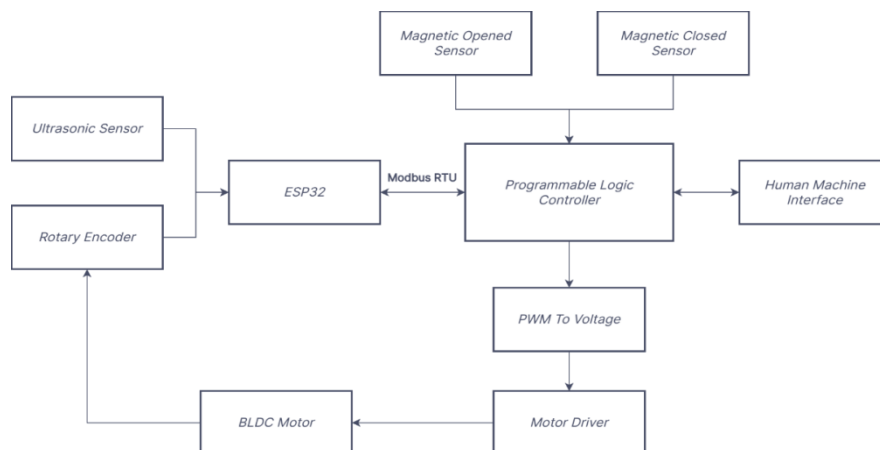 Magnetic Opened
Sensor
Magnetic Closed
Sensor
Ultrasonic Sensor
Rotary Encoder
ESP32
Modbus RTU
Programmable Logic
Controller
Human Machine
Interface
PWM To Voltage
BLDC Motor
Motor Driver